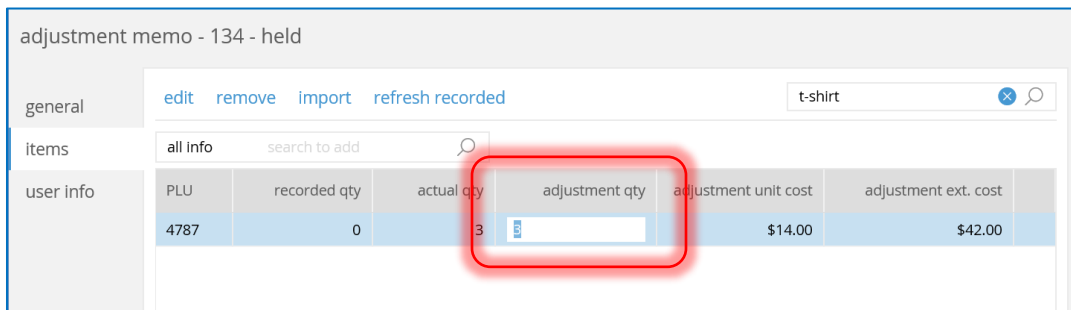 adjustment memo - 134 - held
general
items
user info
edit remove import refresh recorded
t-shirt
all info search to add
PLU recorded qty actual qty adjustment qty adjustment unit cost adjustment ext. cost
4787 0 3 3 $14.00 $42.00